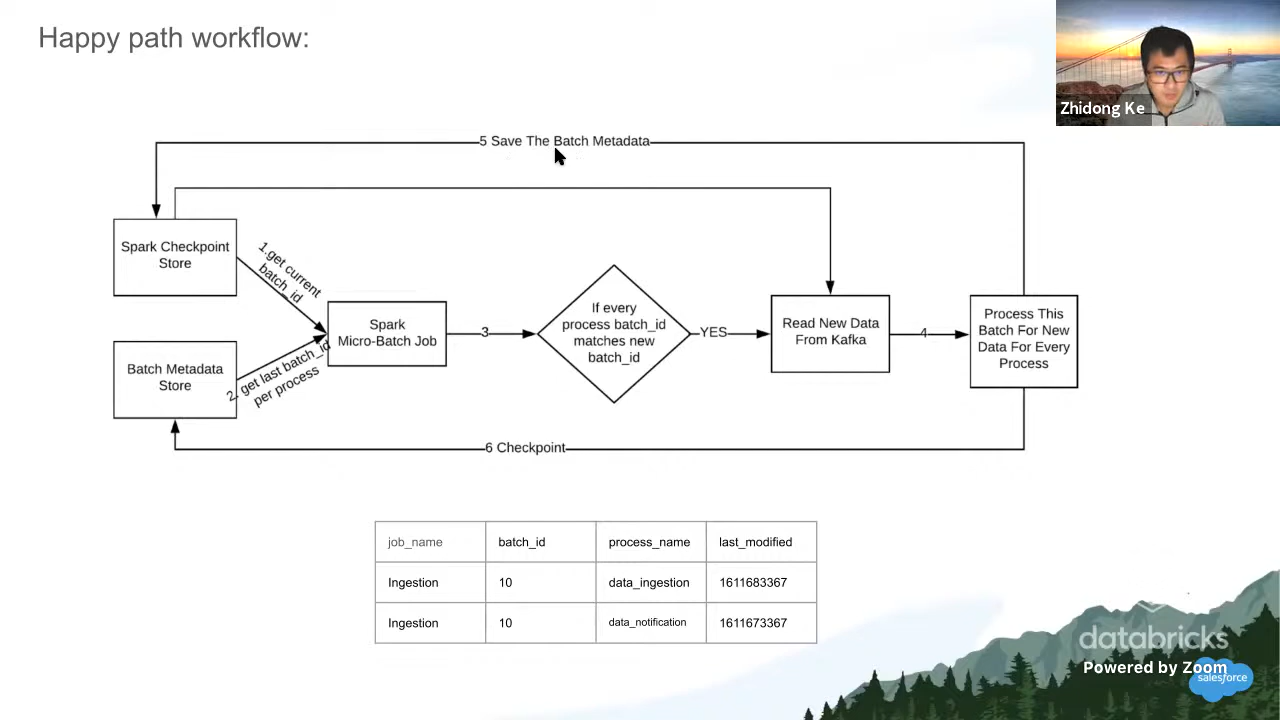 Happy path workflow:
Zhidong Ke
5 Save The Batch Metadata
Spark Checkpoint
Store
1.get current
batch_id
Batch Metadata
Store
2. get last batch_id
per process
Spark
Micro-Batch Job
3
If every
process batch_id
matches new
batch_id
YES
Read New Data
From Kafka
4
Process This
Batch For New
Data For Every
Process
6 Checkpoint
job_name batch_id process_name last_modified
Ingestion 10 data_ingestion 1611683367
Ingestion 10 data_notification 1611673367
databricks
Powered by Zoom
salesforce